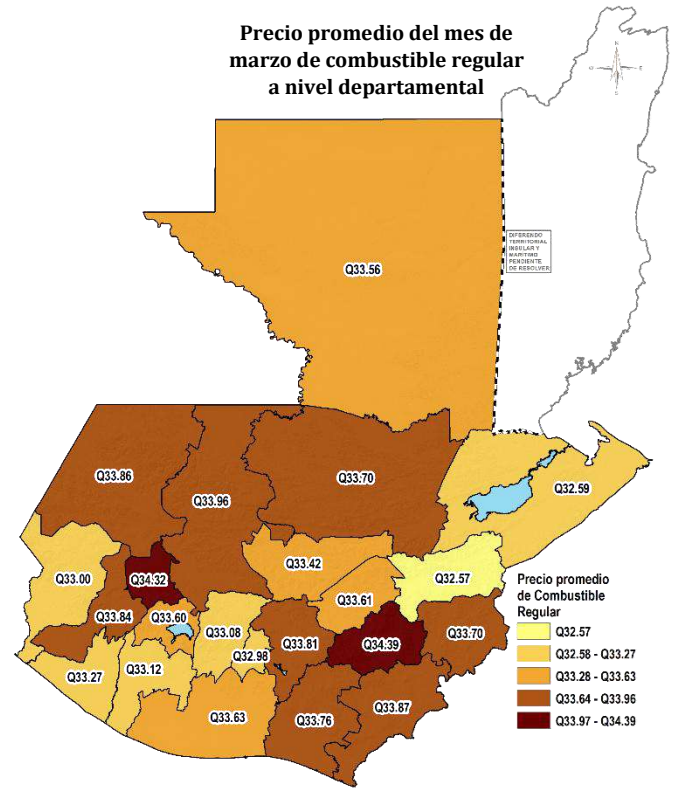 Precio promedio del mes de
marzo de combustible regular
a nivel departamental
N
O
E
S
DIFERENDO
TERRITORIAL
INSULAR Y
MARITIMO
PENDIENTE
DE RESOLVER
Q33.56
Q33.86
Q33.96
Q33.70
Q32.59
Q33.00
Q34.32
Q33.42
Q32.57
Q33.84
Q33.60
Q33.61
Q33.08
Q33.81
Q34.39
Q33.70
Q32.98
Q33.27
Q33.12
Q33.87
Q33.63
Q33.76
Precio promedio
de Combustible
Regular
Q32.57
Q32.58 - Q33.27
Q33.28 - Q33.63
Q33.64 - Q33.96
Q33.97 - Q34.39